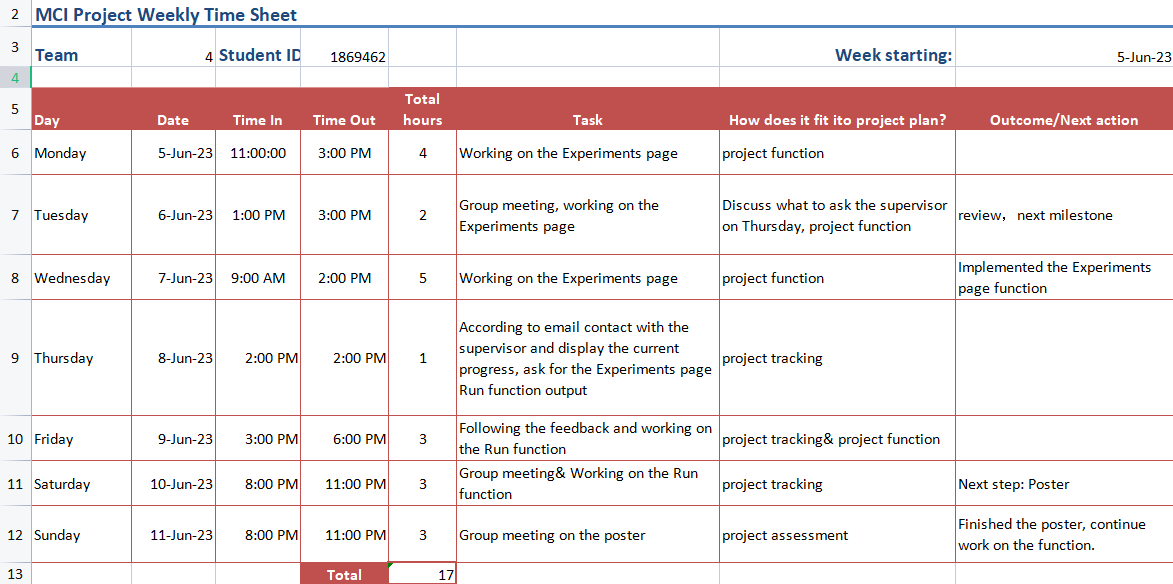 2 MCI Project Weekly Time Sheet
3 Team 4 Student ID 1869462 Week starting: 5-Jun-23
4
5 Day Date Time In Time Out Total hours Task How does it fit ito project plan? Outcome/Next action
6 Monday 5-Jun-23 11:00:00 3:00 PM 4 Working on the Experiments page project function
7 Tuesday 6-Jun-23 1:00 PM 3:00 PM 2 Group meeting, working on the Experiments page Discuss what to ask the supervisor on Thursday, project function review，next milestone
8 Wednesday 7-Jun-23 9:00 AM 2:00 PM 5 Working on the Experiments page project function Implemented the Experiments page function
9 Thursday 8-Jun-23 2:00 PM 2:00 PM 1 According to email contact with the supervisor and display the current progress, ask for the Experiments page Run function output project tracking
10 Friday 9-Jun-23 3:00 PM 6:00 PM 3 Following the feedback and working on the Run function project tracking& project function
11 Saturday 10-Jun-23 8:00 PM 11:00 PM 3 Group meeting& Working on the Run function project tracking Next step: Poster
12 Sunday 11-Jun-23 8:00 PM 11:00 PM 3 Group meeting on the poster project assessment Finished the poster, continue work on the function.
13 Total 17